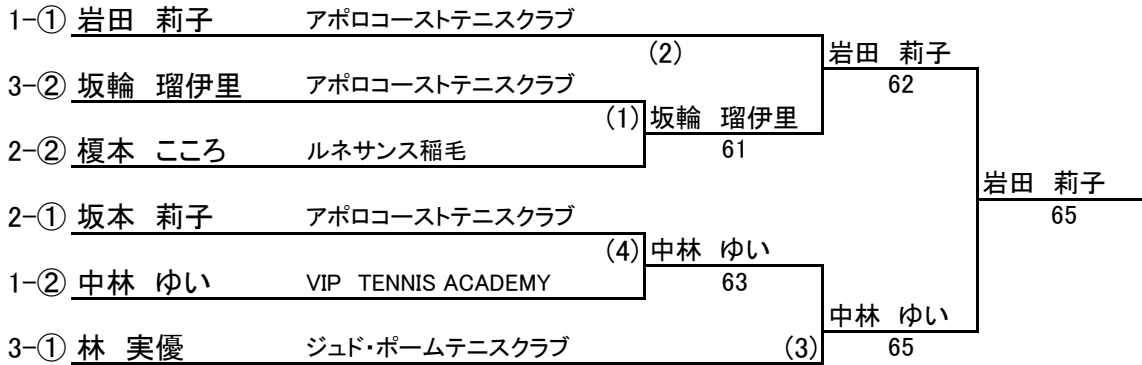 1-① 岩田 莉子 アポロコーストテニスクラブ
(2) 岩田 莉子
3-② 坂輪 瑠伊里 アポロコーストテニスクラブ 62
(1) 坂輪 瑠伊里
2-② 榎本 こころ ルネサンス稲毛 61
岩田 莉子
2-① 坂本 莉子 アポロコーストテニスクラブ 65
(4) 中林 ゆい
1-② 中林 ゆい VIP TENNIS ACADEMY 63
中林 ゆい
3-① 林 実優 ジュド・ポームテニスクラブ (3) 65